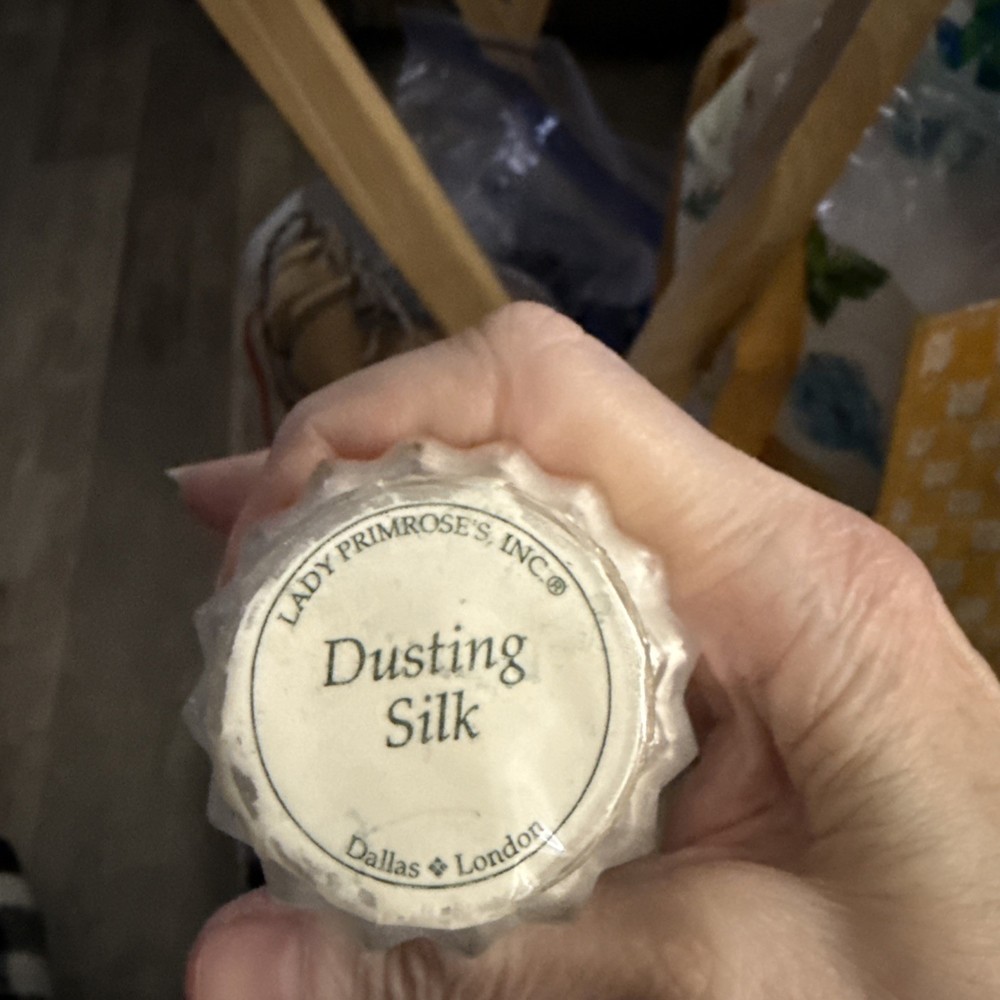 LADY PRIMROSE'S, INC.®
Dusting
Silk
Dallas ❖ London